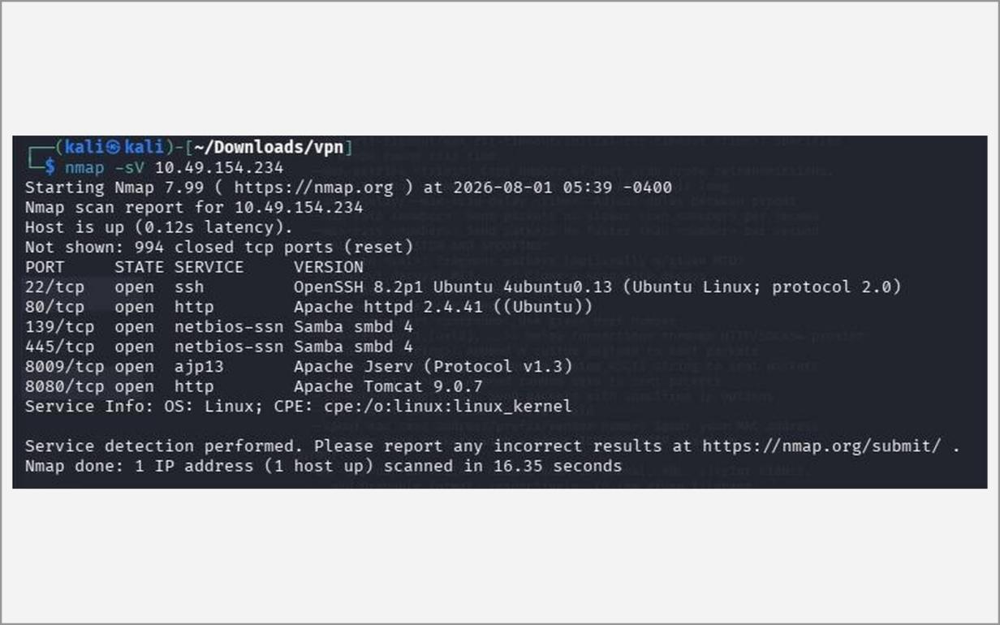 ┌──(kali㉿kali)-[~/Downloads/vpn]
└─$ nmap -sV 10.49.154.234
Starting Nmap 7.99 ( https://nmap.org ) at 2026-08-01 05:39 -0400
Nmap scan report for 10.49.154.234
Host is up (0.12s latency).
Not shown: 994 closed tcp ports (reset)
PORT     STATE SERVICE     VERSION
22/tcp   open  ssh         OpenSSH 8.2p1 Ubuntu 4ubuntu0.13 (Ubuntu Linux; protocol 2.0)
80/tcp   open  http        Apache httpd 2.4.41 ((Ubuntu))
139/tcp  open  netbios-ssn Samba smbd 4
445/tcp  open  netbios-ssn Samba smbd 4
8009/tcp open  ajp13       Apache Jserv (Protocol v1.3)
8080/tcp open  http        Apache Tomcat 9.0.7
Service Info: OS: Linux; CPE: cpe:/o:linux:linux_kernel

Service detection performed. Please report any incorrect results at https://nmap.org/submit/ .
Nmap done: 1 IP address (1 host up) scanned in 16.35 seconds